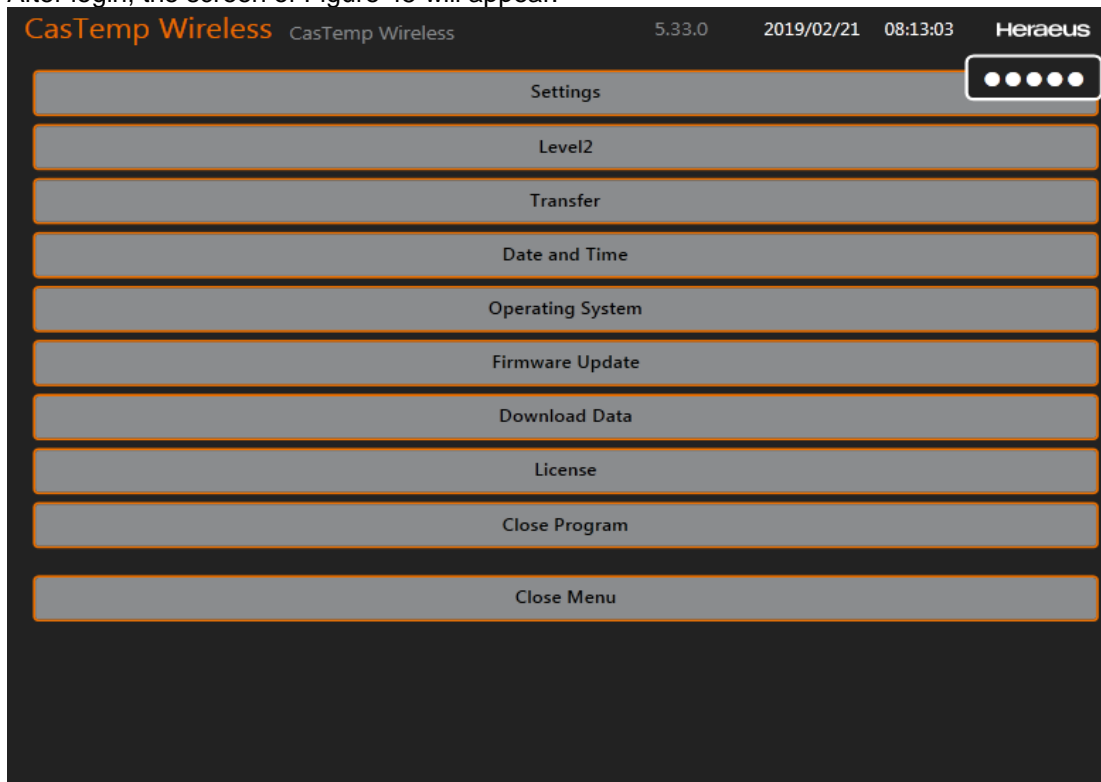 After login, the screen of Figure 48 will appear.
CasTemp Wireless CasTemp Wireless 5.33.0 2019/02/21 08:13:03 Heraeus
Settings
Level2
Transfer
Date and Time
Operating System
Firmware Update
Download Data
License
Close Program
Close Menu